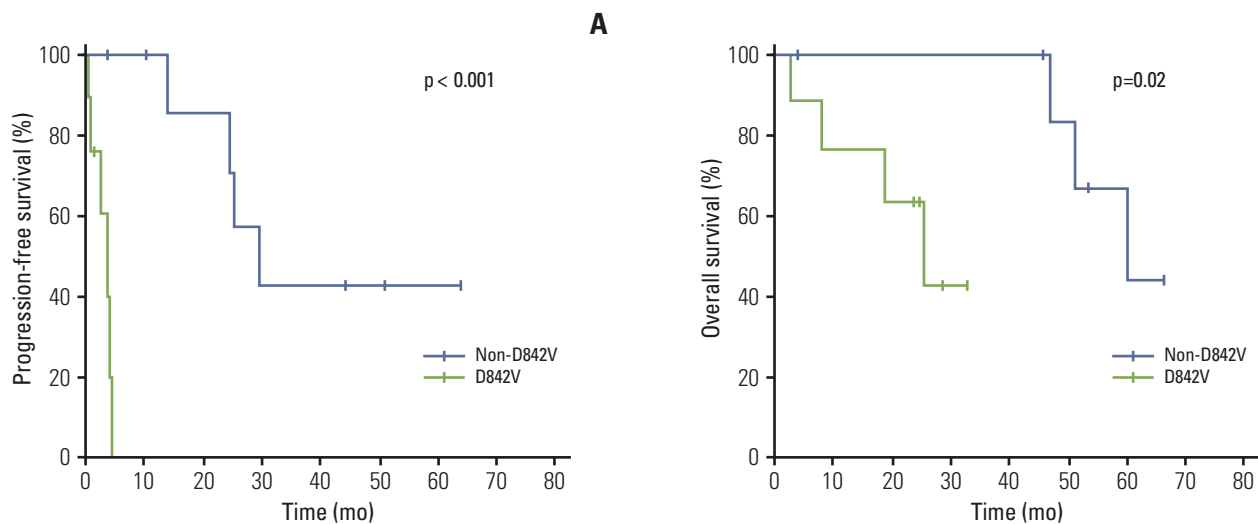 A
100
80
60
40
20
0
Progression-free survival (%)
p < 0.001
Non-D842V
D842V
0 10 20 30 40 50 60 70 80
Time (mo)
100
80
60
40
20
0
Overall survival (%)
p=0.02
Non-D842V
D842V
0 10 20 30 40 50 60 70 80
Time (mo)